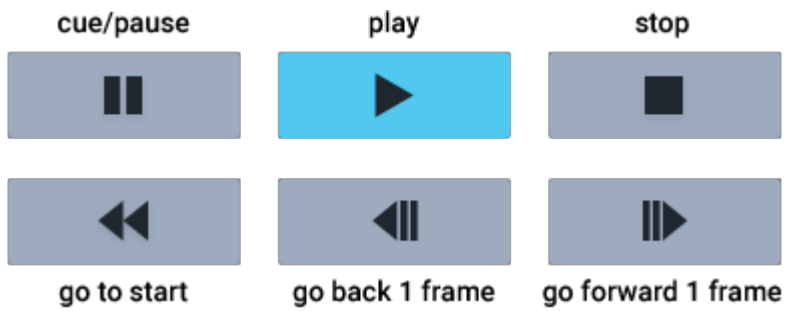 cue/pause play stop
go to start go back 1 frame go forward 1 frame